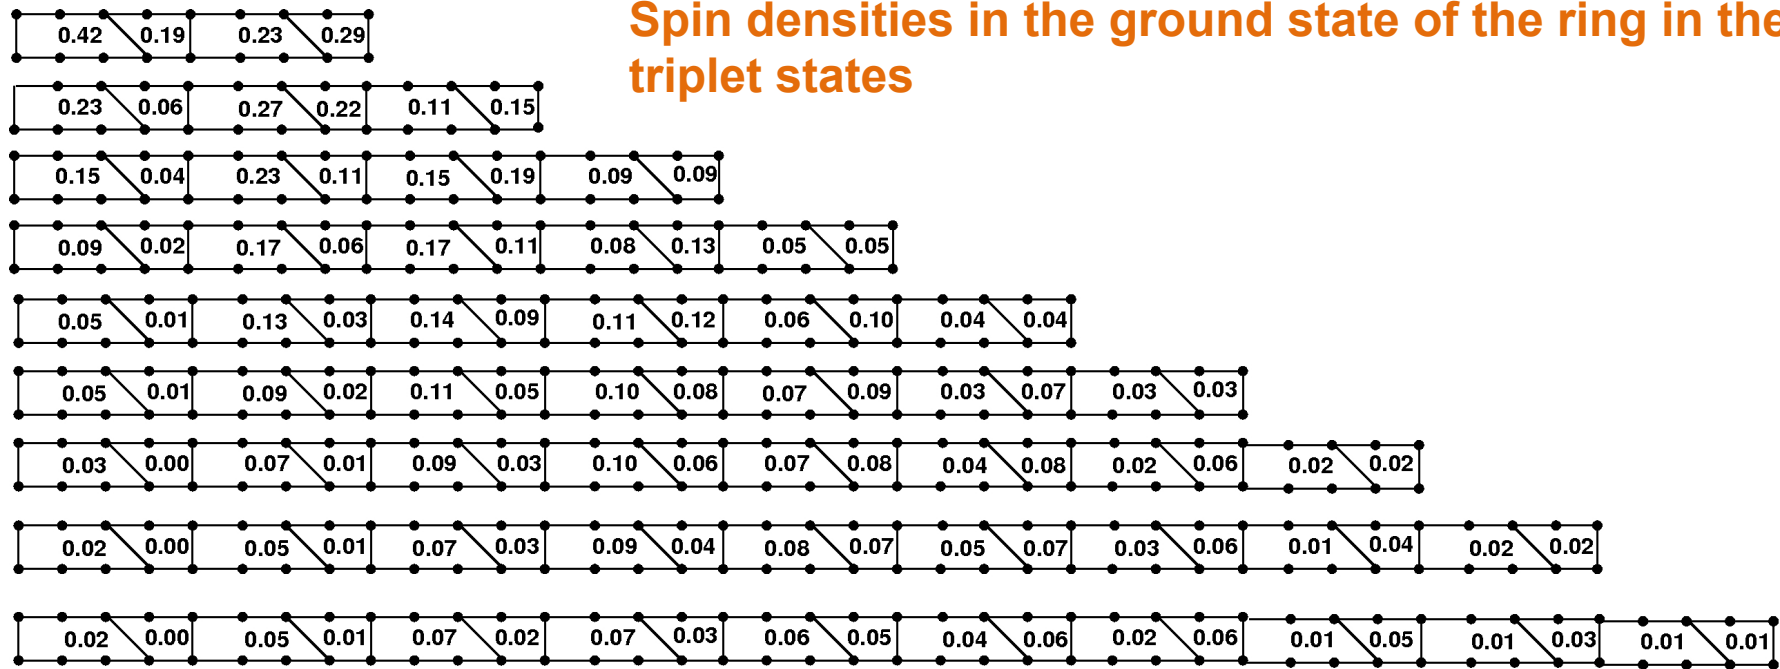 Spin densities in the ground state of the ring in the
triplet states
0.42 0.19 0.23 0.29
0.23 0.06 0.27 0.22 0.11 0.15
0.15 0.04 0.23 0.11 0.15 0.19 0.09 0.09
0.09 0.02 0.17 0.06 0.17 0.11 0.08 0.13 0.05 0.05
0.05 0.01 0.13 0.03 0.14 0.09 0.11 0.12 0.06 0.10 0.04 0.04
0.05 0.01 0.09 0.02 0.11 0.05 0.10 0.08 0.07 0.09 0.03 0.07 0.03 0.03
0.03 0.00 0.07 0.01 0.09 0.03 0.10 0.06 0.07 0.08 0.04 0.08 0.02 0.06 0.02 0.02
0.02 0.00 0.05 0.01 0.07 0.03 0.09 0.04 0.08 0.07 0.05 0.07 0.03 0.06 0.01 0.04 0.02 0.02
0.02 0.00 0.05 0.01 0.07 0.02 0.07 0.03 0.06 0.05 0.04 0.06 0.02 0.06 0.01 0.05 0.01 0.03 0.01 0.01